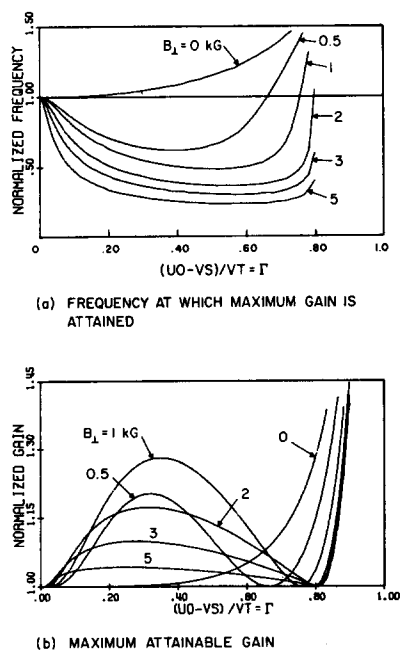 1.50
B⊥=0 kG
0.5
1
1.00
2
.50
3
5
NORMALIZED FREQUENCY
0 .20 .40 .60 .80 1.0
(UO-VS)/VT=Γ
(a) FREQUENCY AT WHICH MAXIMUM GAIN IS
ATTAINED
1.45
B⊥=1 kG
0
1.30
0.5
2
1.15
3
5
1.00
NORMALIZED GAIN
.00 .20 .40 .60 .80 1.00
(UO-VS)/VT=Γ
(b) MAXIMUM ATTAINABLE GAIN